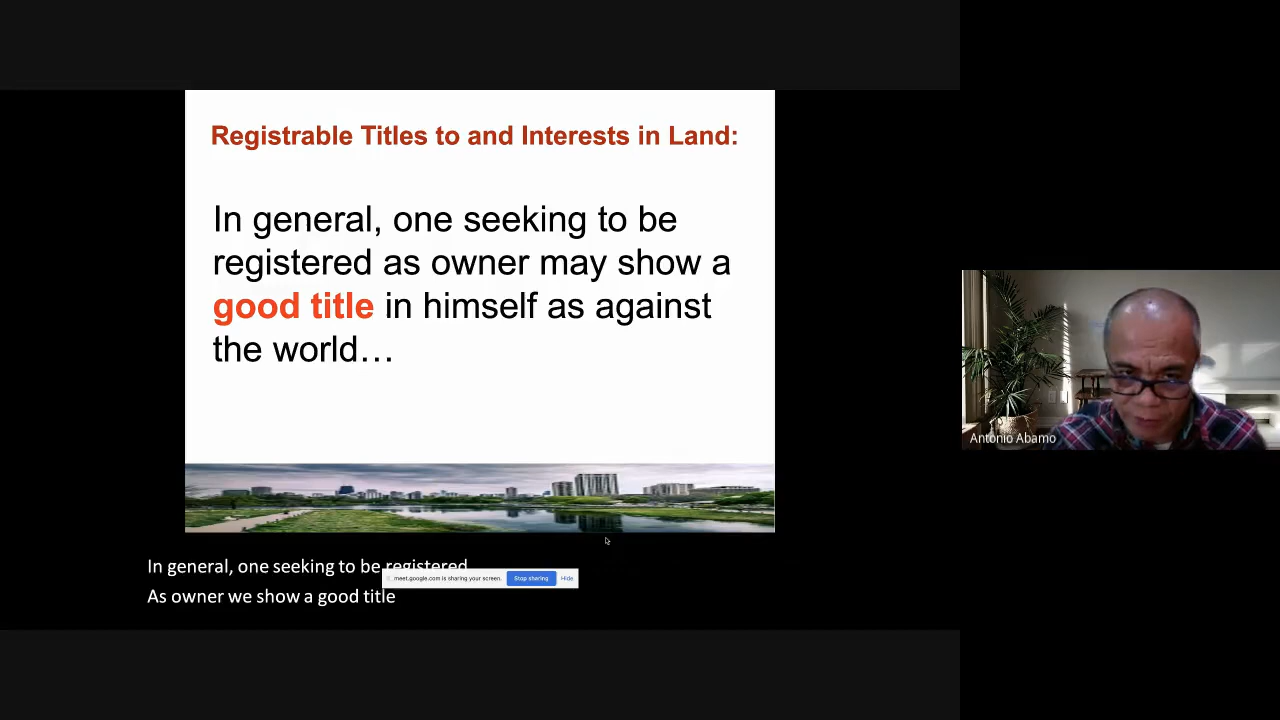 Registrable Titles to and Interests in Land:
In general, one seeking to be
registered as owner may show a
good title in himself as against
the world…
Antonio Abamo
In general, one seeking to be registered
meet.google.com is sharing your screen. Stop sharing Hide
As owner we show a good title